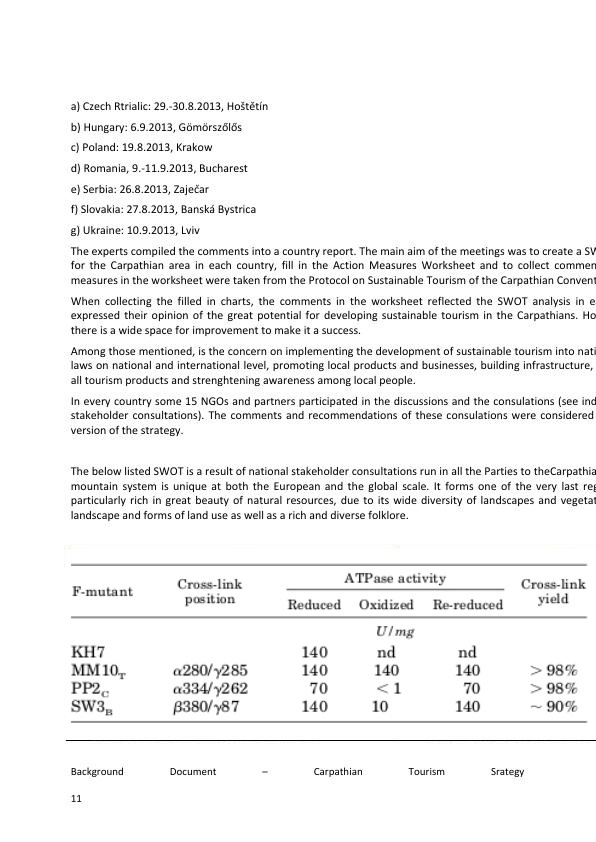 a) Czech Rtrialic: 29.-30.8.2013, Hoštětín
b) Hungary: 6.9.2013, Gömörszőlős
c) Poland: 19.8.2013, Krakow
d) Romania, 9.-11.9.2013, Bucharest
e) Serbia: 26.8.2013, Zaječar
f) Slovakia: 27.8.2013, Banská Bystrica
g) Ukraine: 10.9.2013, Lviv
The experts compiled the comments into a country report. The main aim of the meetings was to create a SW
for the Carpathian area in each country, fill in the Action Measures Worksheet and to collect commen
measures in the worksheet were taken from the Protocol on Sustainable Tourism of the Carpathian Convent
When collecting the filled in charts, the comments in the worksheet reflected the SWOT analysis in e
expressed their opinion of the great potential for developing sustainable tourism in the Carpathians. Ho
there is a wide space for improvement to make it a success.
Among those mentioned, is the concern on implementing the development of sustainable tourism into nati
laws on national and international level, promoting local products and businesses, building infrastructure,
all tourism products and strenghtening awareness among local people.
In every country some 15 NGOs and partners participated in the discussions and the consulations (see ind
stakeholder consultations). The comments and recommendations of these consulations were considered
version of the strategy.
The below listed SWOT is a result of national stakeholder consultations run in all the Parties to theCarpathia
mountain system is unique at both the European and the global scale. It forms one of the very last reg
particularly rich in great beauty of natural resources, due to its wide diversity of landscapes and vegetat
landscape and forms of land use as well as a rich and diverse folklore.
F-mutant Cross-link position ATPase activity Cross-link yield
Reduced Oxidized Re-reduced
U/mg
KH7 140 nd nd
MM10T α280/γ285 140 140 140 > 98%
PP2C α334/γ262 70 < 1 70 > 98%
SW3B β380/γ87 140 10 140 ~ 90%
Background Document – Carpathian Tourism Srategy
11